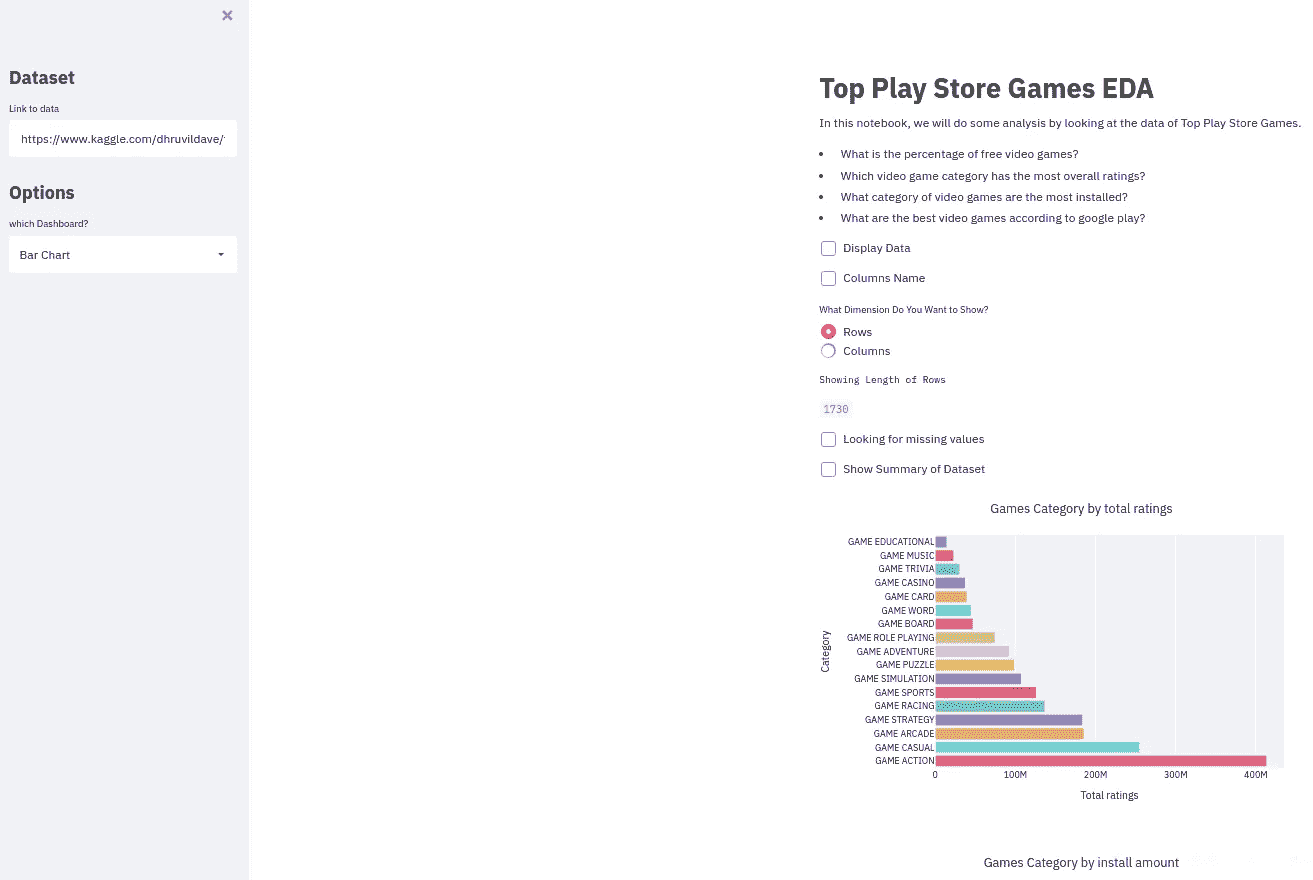 Dataset
Link to data
https://www.kaggle.com/dhruvildave/
Options
which Dashboard?
Bar Chart
Top Play Store Games EDA
In this notebook, we will do some analysis by looking at the data of Top Play Store Games.
What is the percentage of free video games?
Which video game category has the most overall ratings?
What category of video games are the most installed?
What are the best video games according to google play?
Display Data
Columns Name
What Dimension Do You Want to Show?
Rows
Columns
Showing Length of Rows
1730
Looking for missing values
Show Summary of Dataset
Games Category by total ratings
Category
GAME EDUCATIONAL
GAME MUSIC
GAME TRIVIA
GAME CASINO
GAME CARD
GAME WORD
GAME BOARD
GAME ROLE PLAYING
GAME ADVENTURE
GAME PUZZLE
GAME SIMULATION
GAME SPORTS
GAME RACING
GAME STRATEGY
GAME ARCADE
GAME CASUAL
GAME ACTION
0 100M 200M 300M 400M
Total ratings
Games Category by install amount